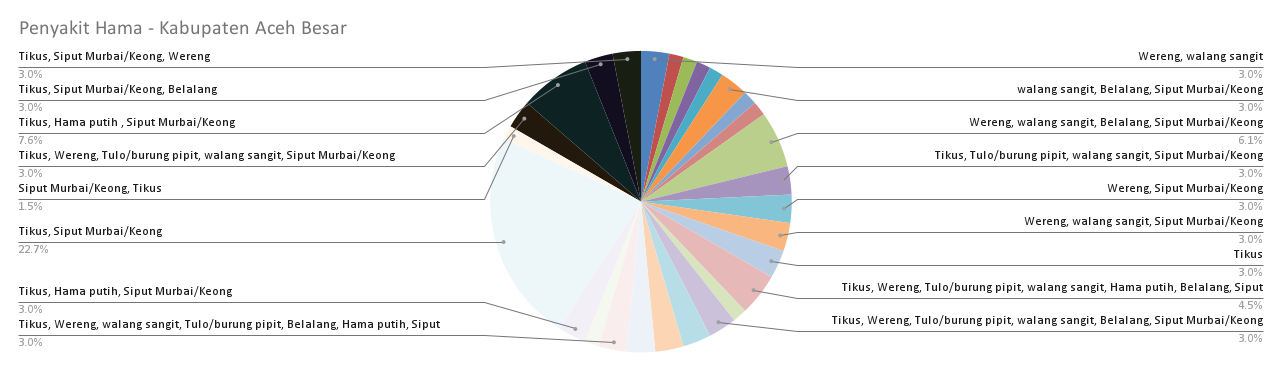 Penyakit Hama - Kabupaten Aceh Besar
Tikus, Siput Murbai/Keong, Wereng
3.0%
Tikus, Siput Murbai/Keong, Belalang
3.0%
Tikus, Hama putih , Siput Murbai/Keong
7.6%
Tikus, Wereng, Tulo/burung pipit, walang sangit, Siput Murbai/Keong
3.0%
Siput Murbai/Keong, Tikus
1.5%
Tikus, Siput Murbai/Keong
22.7%
Tikus, Hama putih, Siput Murbai/Keong
3.0%
Tikus, Wereng, walang sangit, Tulo/burung pipit, Belalang, Hama putih, Siput
3.0%
Wereng, walang sangit
3.0%
walang sangit, Belalang, Siput Murbai/Keong
3.0%
Wereng, walang sangit, Belalang, Siput Murbai/Keong
6.1%
Tikus, Tulo/burung pipit, walang sangit, Siput Murbai/Keong
3.0%
Wereng, Siput Murbai/Keong
3.0%
Wereng, walang sangit, Siput Murbai/Keong
3.0%
Tikus
3.0%
Tikus, Wereng, Tulo/burung pipit, walang sangit, Hama putih, Belalang, Siput
4.5%
Tikus, Wereng, Tulo/burung pipit, walang sangit, Belalang, Siput Murbai/Keong
3.0%